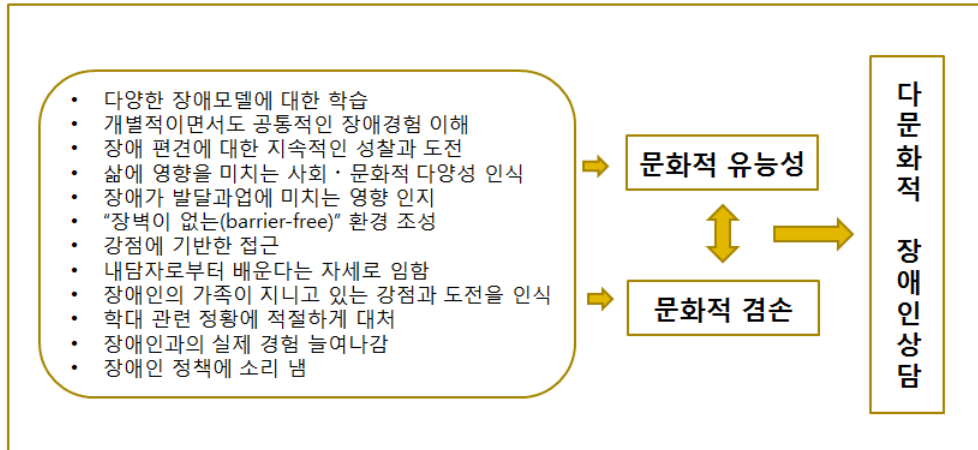 • 다양한 장애모델에 대한 학습
• 개별적이면서도 공통적인 장애경험 이해
• 장애 편견에 대한 지속적인 성찰과 도전
• 삶에 영향을 미치는 사회 · 문화적 다양성 인식
• 장애가 발달과업에 미치는 영향 인지
• “장벽이 없는(barrier-free)” 환경 조성
• 강점에 기반한 접근
• 내담자로부터 배운다는 자세로 임함
• 장애인의 가족이 지니고 있는 강점과 도전을 인식
• 학대 관련 정황에 적절하게 대처
• 장애인과의 실제 경험 늘여나감
• 장애인 정책에 소리 냄
문화적 유능성
문화적 겸손
다문화적 장애인상담